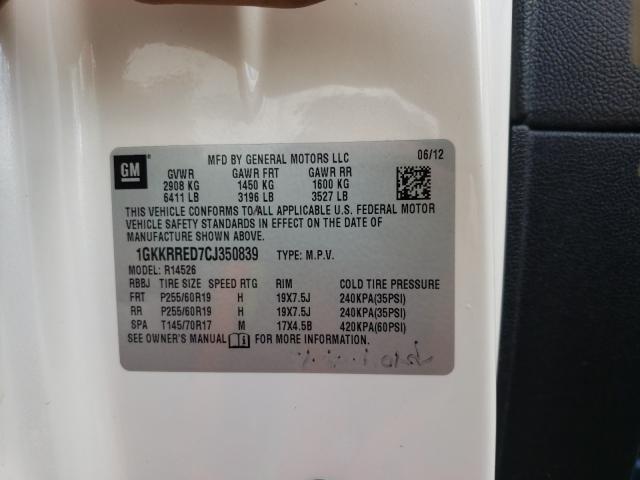 GM
MFD BY GENERAL MOTORS LLC 06/12
GVWR GAWR FRT GAWR RR
2908 KG 1450 KG 1600 KG
6411 LB 3196 LB 3527 LB
THIS VEHICLE CONFORMS TO ALL APPLICABLE U.S. FEDERAL MOTOR
VEHICLE SAFETY STANDARDS IN EFFECT ON THE DATE OF
MANUFACTURE SHOWN ABOVE.
1GKKRRED7CJ350839 TYPE: M.P.V.
MODEL: R14526
RBBJ TIRE SIZE SPEED RTG RIM COLD TIRE PRESSURE
FRT P255/60R19 H 19X7.5J 240KPA(35PSI)
RR P255/60R19 H 19X7.5J 240KPA(35PSI)
SPA T145/70R17 M 17X4.5B 420KPA(60PSI)
SEE OWNER'S MANUAL FOR MORE INFORMATION.